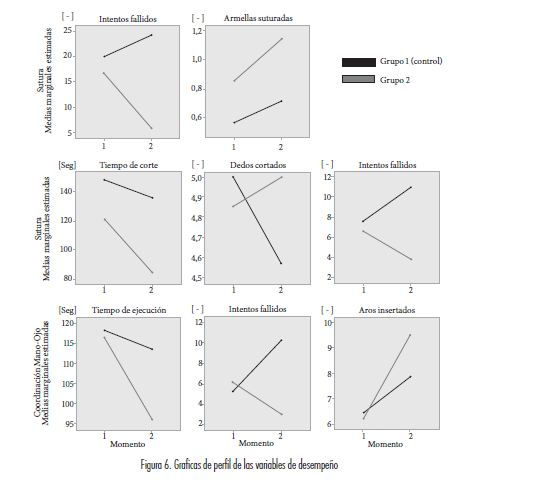 [ - ] Intentos fallidos
25
20
15
10
5
1 2
Sutura
Medias marginales estimadas
[ - ] Armellas suturadas
1,2
1,0
0,8
0,6
1 2
Grupo 1 (control)
Grupo 2
[Seg] Tiempo de corte
140
120
100
80
1 2
Sutura
Medias marginales estimadas
[ - ] Dedos cortados
5,0
4,9
4,8
4,7
4,6
4,5
1 2
[ - ] Intentos fallidos
12
10
8
6
4
2
1 2
[Seg] Tiempo de ejecución
120
115
110
105
100
95
1 2
Momento
Coordinación Mano-Ojo
Medias marginales estimadas
[ - ] Intentos fallidos
12
10
8
6
4
2
1 2
Momento
[ - ] Aros insertados
10
9
8
7
6
1 2
Momento
Figura 6. Graficas de perfil de las variables de desempeño